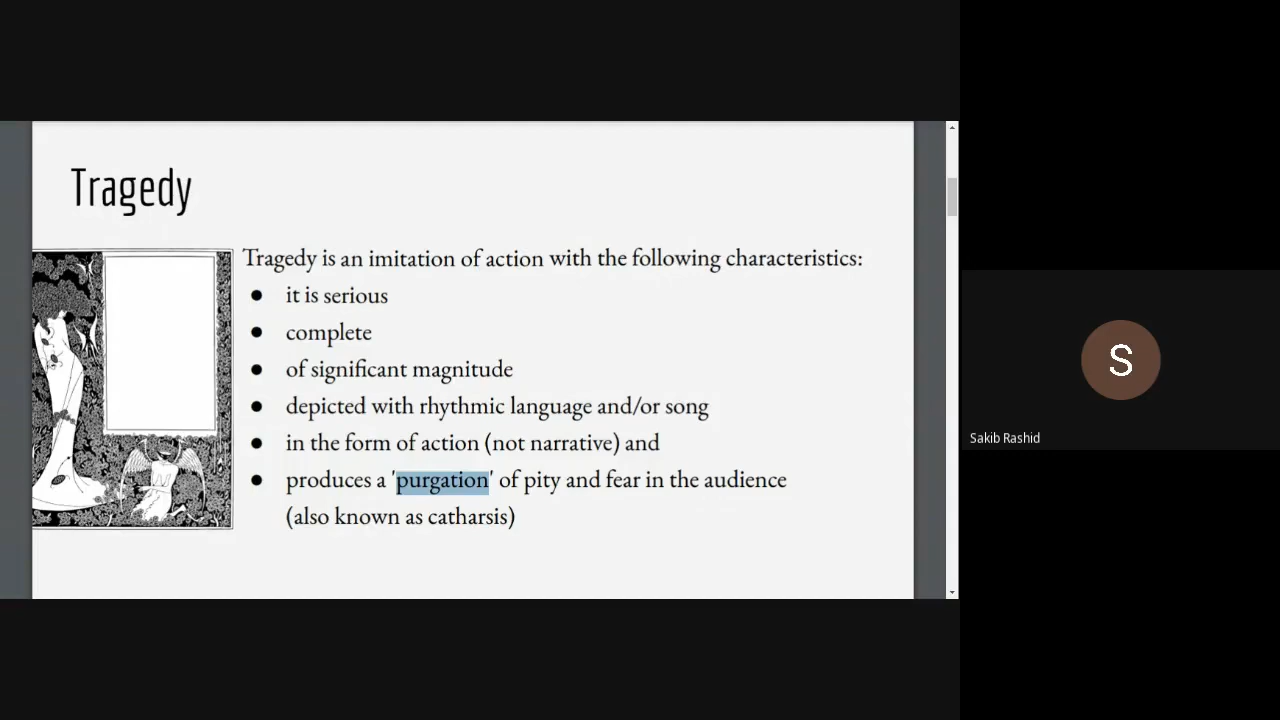 Tragedy
Tragedy is an imitation of action with the following characteristics:
● it is serious
● complete
● of significant magnitude
● depicted with rhythmic language and/or song
● in the form of action (not narrative) and
● produces a 'purgation' of pity and fear in the audience
(also known as catharsis)
S
Sakib Rashid